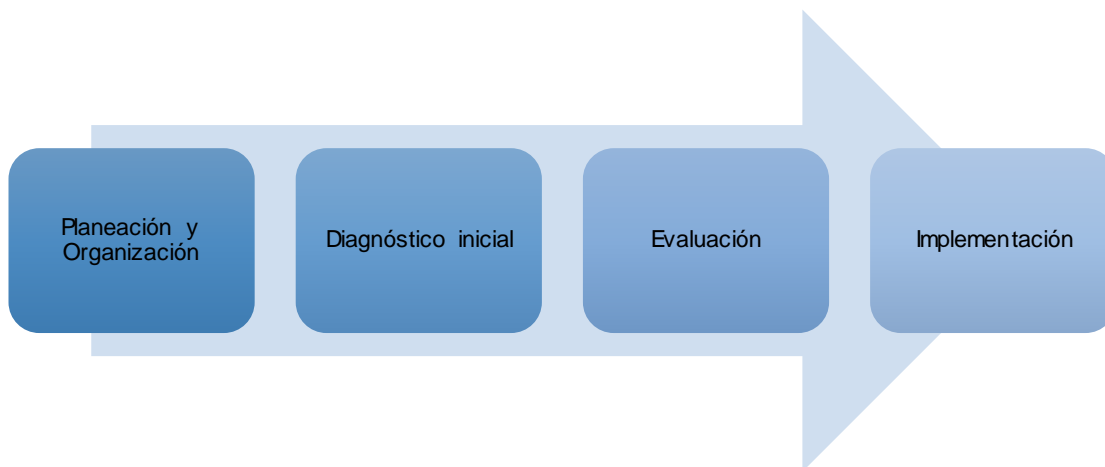 Planeación y
Organización
Diagnóstico inicial
Evaluación
Implementación